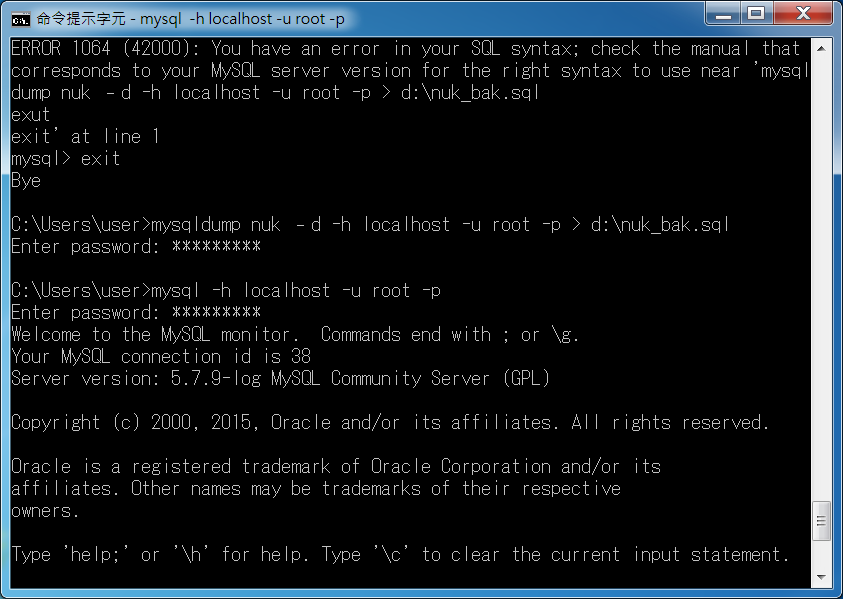 命令提示字元 - mysql -h localhost -u root -p
ERROR 1064 (42000): You have an error in your SQL syntax; check the manual that
corresponds to your MySQL server version for the right syntax to use near 'mysql
dump nuk –d -h localhost -u root -p > d:\nuk_bak.sql
exut
exit' at line 1
mysql> exit
Bye
C:\Users\user>mysqldump nuk –d -h localhost -u root -p > d:\nuk_bak.sql
Enter password: *********
C:\Users\user>mysql -h localhost -u root -p
Enter password: *********
Welcome to the MySQL monitor.  Commands end with ; or \g.
Your MySQL connection id is 38
Server version: 5.7.9-log MySQL Community Server (GPL)
Copyright (c) 2000, 2015, Oracle and/or its affiliates. All rights reserved.
Oracle is a registered trademark of Oracle Corporation and/or its
affiliates. Other names may be trademarks of their respective
owners.
Type 'help;' or '\h' for help. Type '\c' to clear the current input statement.